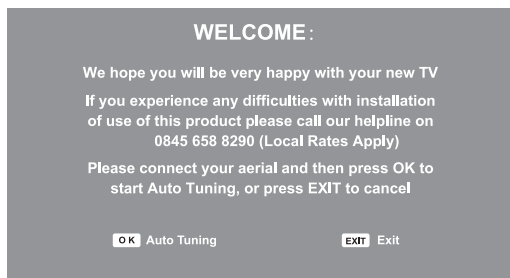 WELCOME:
We hope you will be very happy with your new TV
If you experience any difficulties with installation
of use of this product please call our helpline on
0845 658 8290 (Local Rates Apply)
Please connect your aerial and then press OK to
start Auto Tuning, or press EXIT to cancel
OK Auto Tuning
EXIT Exit